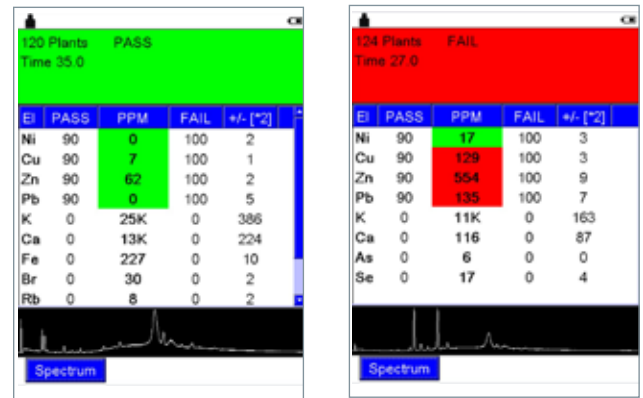 120 Plants PASS
Time 35.0
El PASS PPM FAIL +/- [*2]
Ni 90 0 100 2
Cu 90 7 100 1
Zn 90 62 100 2
Pb 90 0 100 5
K 0 25K 0 386
Ca 0 13K 0 224
Fe 0 227 0 10
Br 0 30 0 2
Rb 0 8 0 2
Spectrum
124 Plants FAIL
Time 27.0
El PASS PPM FAIL +/- [*2]
Ni 90 17 100 3
Cu 90 129 100 3
Zn 90 554 100 9
Pb 90 135 100 7
K 0 11K 0 163
Ca 0 116 0 87
As 0 6 0 0
Se 0 17 0 4
Spectrum